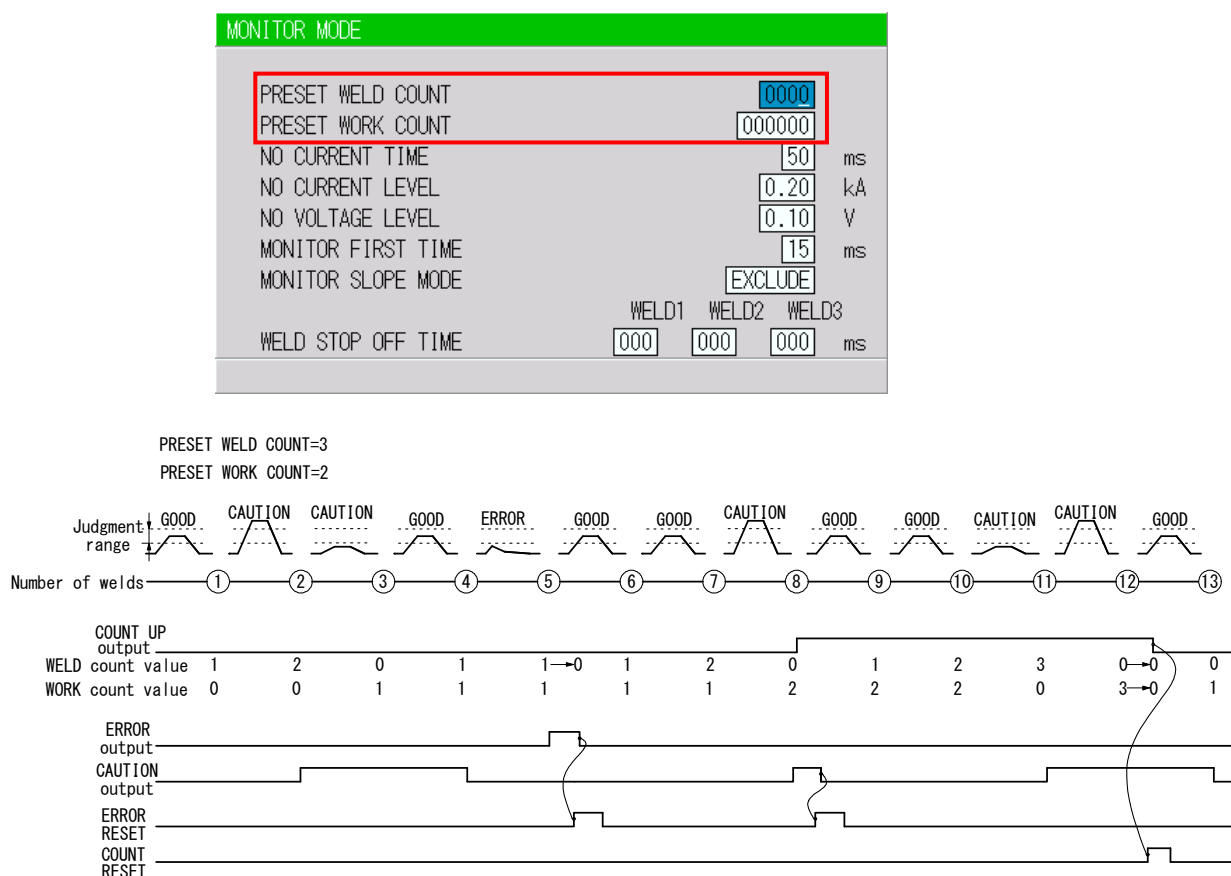 MONITOR MODE
PRESET WELD COUNT 0000
PRESET WORK COUNT 000000
NO CURRENT TIME 50 ms
NO CURRENT LEVEL 0.20 kA
NO VOLTAGE LEVEL 0.10 V
MONITOR FIRST TIME 15 ms
MONITOR SLOPE MODE EXCLUDE
WELD1 WELD2 WELD3
WELD STOP OFF TIME 000 000 000 ms
PRESET WELD COUNT=3
PRESET WORK COUNT=2
Judgment range
GOOD CAUTION CAUTION GOOD ERROR GOOD GOOD CAUTION GOOD GOOD CAUTION CAUTION GOOD
Number of welds ① ② ③ ④ ⑤ ⑥ ⑦ ⑧ ⑨ ⑩ ⑪ ⑫ ⑬
COUNT UP
output
WELD count value 1 2 0 1 1→0 1 2 0 1 2 3 0→0 0
WORK count value 0 0 1 1 1 1 1 2 2 2 0 3→0 1
ERROR
output
CAUTION
output
ERROR
RESET
COUNT
RESET